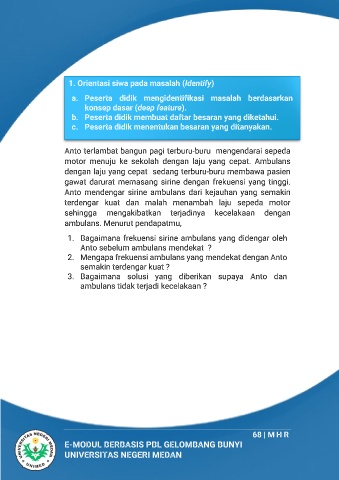 1. Orientasi siwa pada masalah (Identify)
a. Peserta didik mengidentifikasi masalah berdasarkan
konsep dasar (deep feature).
b. Peserta didik membuat daftar besaran yang diketahui.
c. Peserta didik menentukan besaran yang ditanyakan.
Anto terlambat bangun pagi terburu-buru mengendarai sepeda
motor menuju ke sekolah dengan laju yang cepat. Ambulans
dengan laju yang cepat sedang terburu-buru membawa pasien
gawat darurat memasang sirine dengan frekuensi yang tinggi.
Anto mendengar sirine ambulans dari kejauhan yang semakin
terdengar kuat dan malah menambah laju sepeda motor
sehingga mengakibatkan terjadinya kecelakaan dengan
ambulans. Menurut pendapatmu,
1. Bagaimana frekuensi sirine ambulans yang didengar oleh
Anto sebelum ambulans mendekat ?
2. Mengapa frekuensi ambulans yang mendekat dengan Anto
semakin terdengar kuat ?
3. Bagaimana solusi yang diberikan supaya Anto dan
ambulans tidak terjadi kecelakaan ?
68 | M H R
E-MODUL BERBASIS PBL GELOMBANG BUNYI
UNIVERSITAS NEGERI MEDAN
UNIVERSITAS NEGERI MEDAN
UNIMED